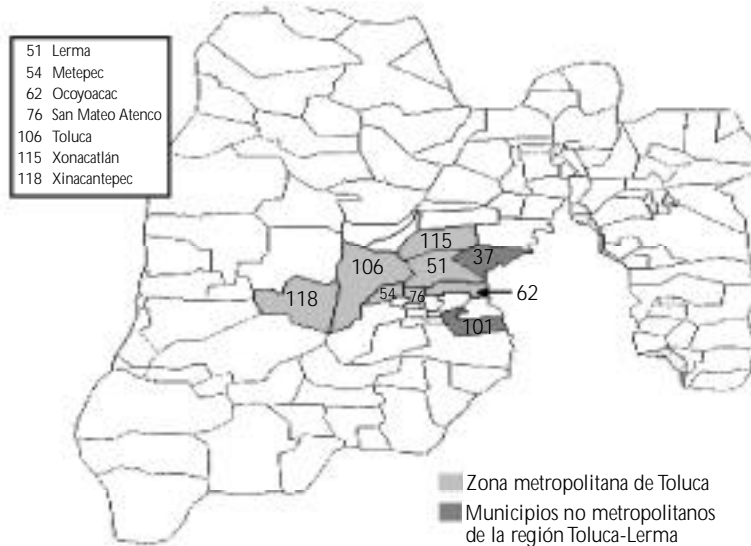 51 Lerma
54 Metepec
62 Ocoyoacac
76 San Mateo Atenco
106 Toluca
115 Xonacatlán
118 Xinacantepec
115
37
106
51
118
54
76
62
101
Zona metropolitana de Toluca
Municipios no metropolitanos
de la región Toluca-Lerma